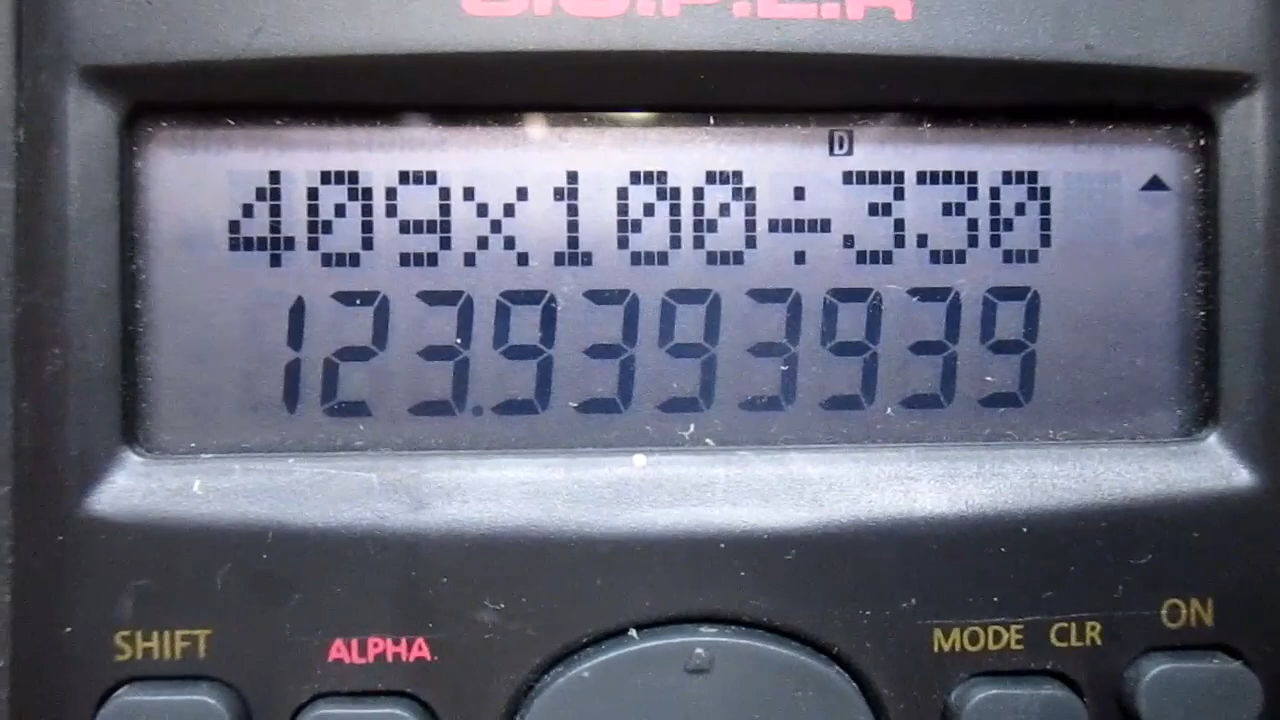 S.U.P.E.R
D
409x100÷330
123.9393939
SHIFT
ALPHA
MODE CLR
ON